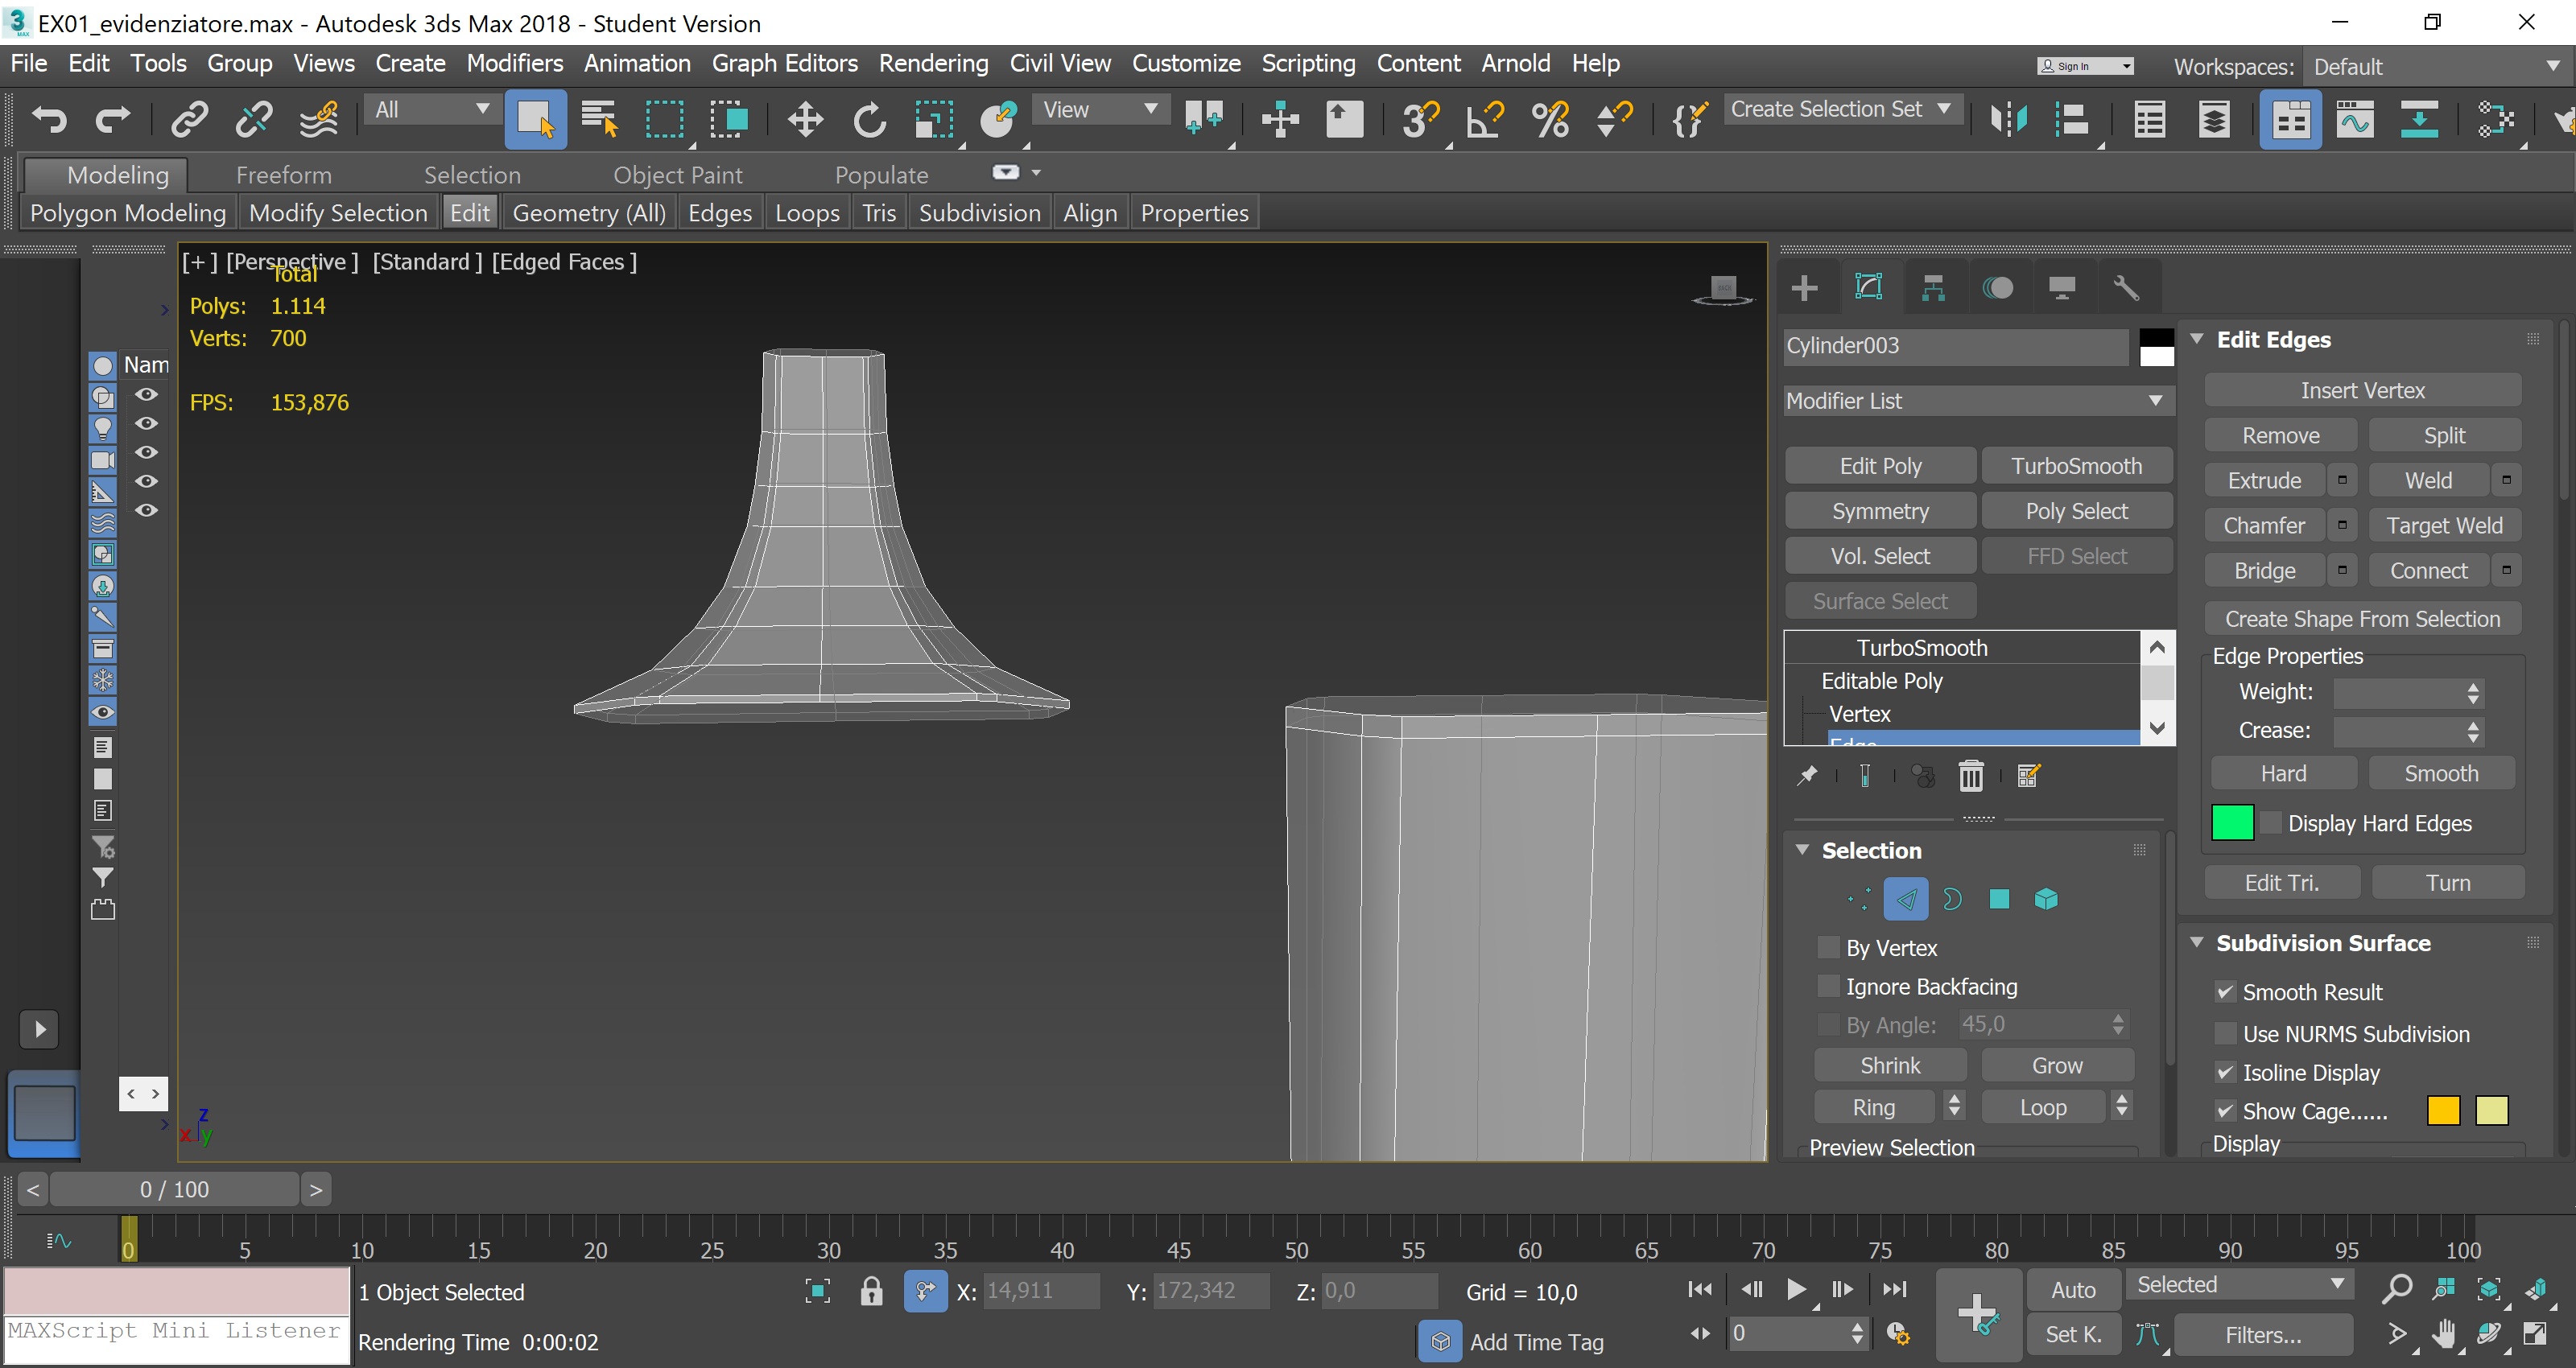 EX01_evidenziatore.max - Autodesk 3ds Max 2018 - Student Version
File Edit Tools Group Views Create Modifiers Animation Graph Editors Rendering Civil View Customize Scripting Content Arnold Help
Sign In Workspaces: Default
All View Create Selection Set
Modeling Freeform Selection Object Paint Populate
Polygon Modeling Modify Selection Edit Geometry (All) Edges Loops Tris Subdivision Align Properties
[+] [Perspective] [Standard] [Edged Faces]
Total
Polys: 1.114
Verts: 700
FPS: 153,876
Nam
z
x y
Cylinder003
Modifier List
Edit Poly TurboSmooth
Symmetry Poly Select
Vol. Select FFD Select
Surface Select
TurboSmooth
Editable Poly
Vertex
Edge
Selection
By Vertex
Ignore Backfacing
By Angle: 45,0
Shrink Grow
Ring Loop
Preview Selection
Edit Edges
Insert Vertex
Remove Split
Extrude Weld
Chamfer Target Weld
Bridge Connect
Create Shape From Selection
Edge Properties
Weight:
Crease:
Hard Smooth
Display Hard Edges
Edit Tri. Turn
Subdivision Surface
Smooth Result
Use NURMS Subdivision
Isoline Display
Show Cage......
Display
< 0 / 100 >
0 5 10 15 20 25 30 35 40 45 50 55 60 65 70 75 80 85 90 95 100
1 Object Selected X: 14,911 Y: 172,342 Z: 0,0 Grid = 10,0 Auto Selected
MAXScript Mini Listener
Rendering Time 0:00:02 Add Time Tag 0 Set K. Filters...